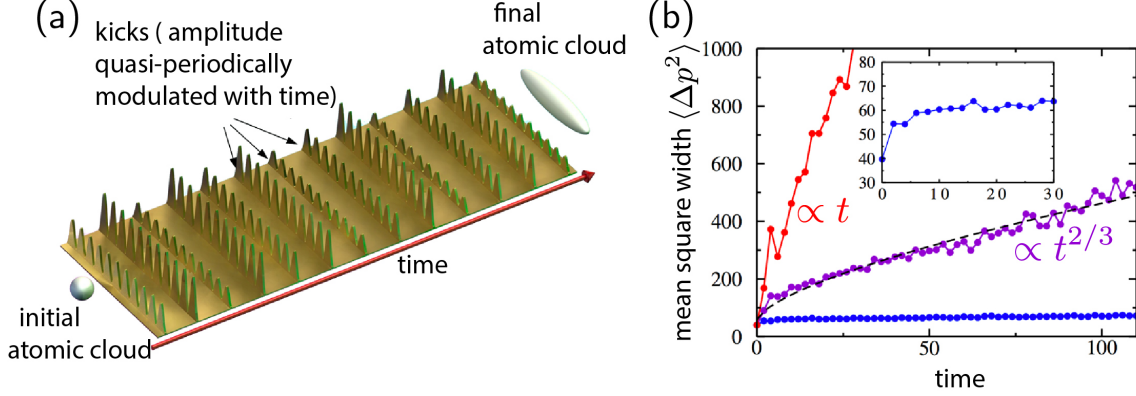 (a)
kicks ( amplitude
quasi-periodically
modulated with time)
final
atomic cloud
time
initial
atomic cloud
(b)
mean square width ⟨Δp²⟩
1000
800
600
400
200
0
0
50
100
time
80
70
60
50
40
30
0
10
20
30
∝ t
∝ t^{2/3}